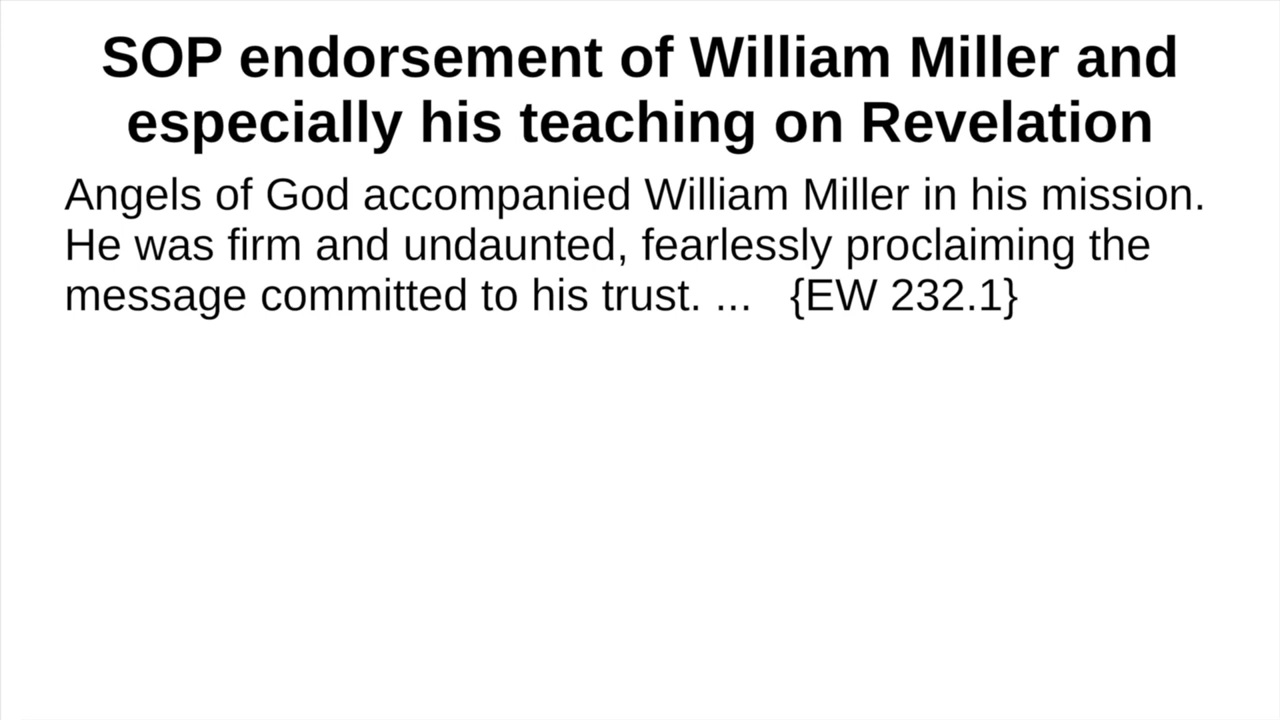 SOP endorsement of William Miller and
especially his teaching on Revelation
Angels of God accompanied William Miller in his mission.
He was firm and undaunted, fearlessly proclaiming the
message committed to his trust. ... {EW 232.1}